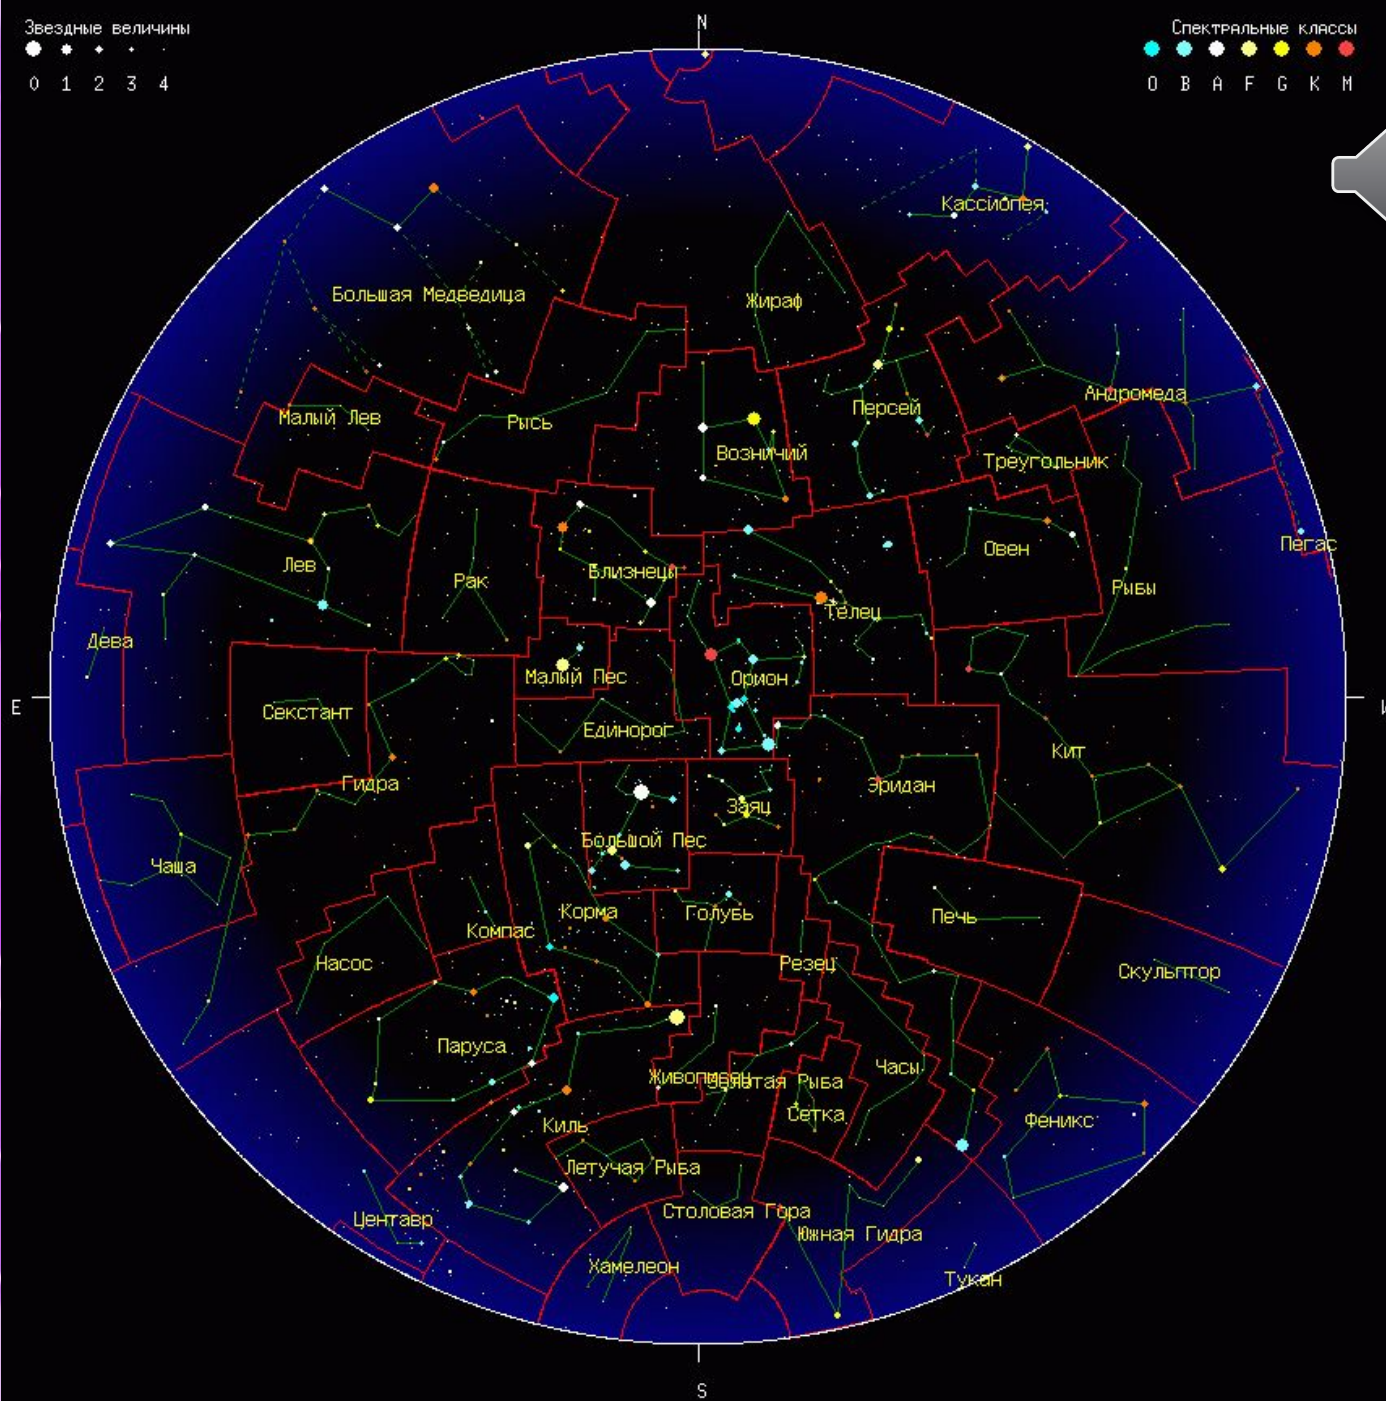 Звездные величины
0 1 2 3 4
N
Спектральные классы
O B A F G K M
Кассиопея
Большая Медведица
Жираф
Андромеда
Персей
Малый Лев
Рысь
Возничий
Треугольник
Пегас
Овен
Лев
Близнецы
Рак
Рыбы
Телец
Дева
Малый Пес
Орион
E
Секстант
Единорог
Кит
Гидра
Эридан
Заяц
Большой Пес
Чаша
Корма
Голубь
Печь
Компас
Насос
Резец
Скульптор
Паруса
Часы
Живописец
Золотая Рыба
Сетка
Киль
Феникс
Летучая Рыба
Центавр
Столовая Гора
Южная Гидра
Хамелеон
Тукан
S